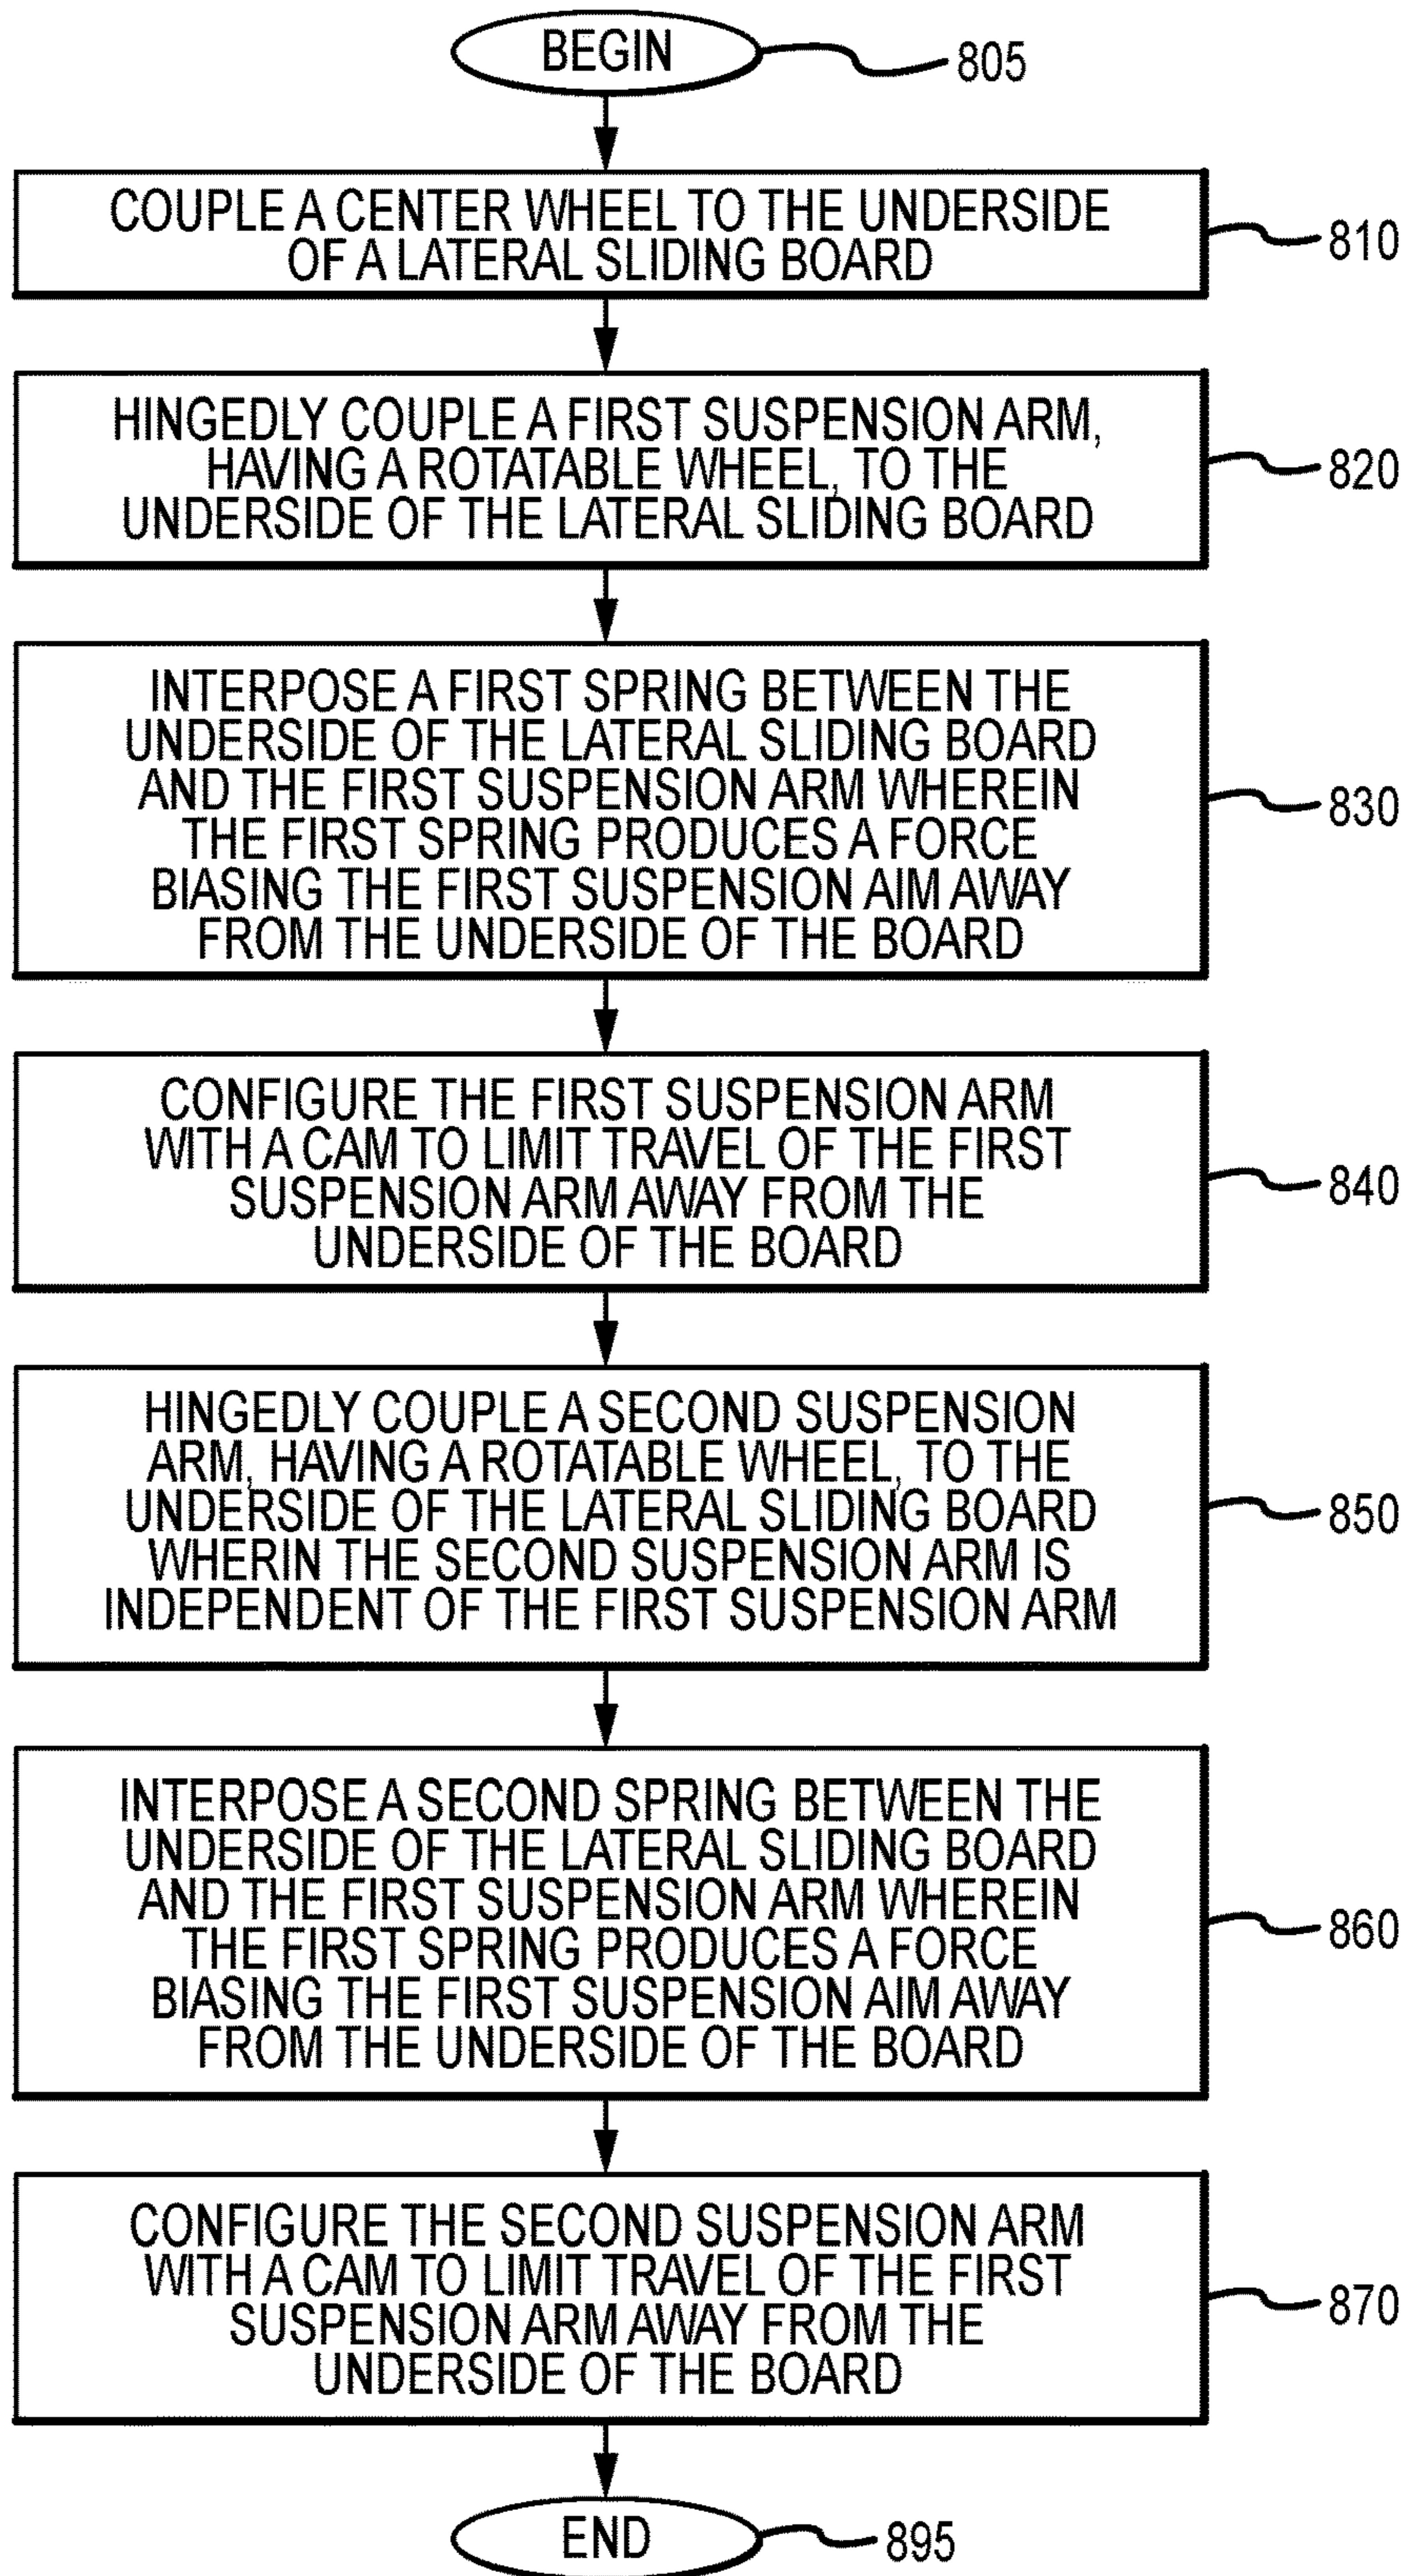 BEGIN
805
COUPLE A CENTER WHEEL TO THE UNDERSIDE
OF A LATERAL SLIDING BOARD
810
HINGEDLY COUPLE A FIRST SUSPENSION ARM,
HAVING A ROTATABLE WHEEL, TO THE
UNDERSIDE OF THE LATERAL SLIDING BOARD
820
INTERPOSE A FIRST SPRING BETWEEN THE
UNDERSIDE OF THE LATERAL SLIDING BOARD
AND THE FIRST SUSPENSION ARM WHEREIN
THE FIRST SPRING PRODUCES A FORCE
BIASING THE FIRST SUSPENSION AIM AWAY
FROM THE UNDERSIDE OF THE BOARD
830
CONFIGURE THE FIRST SUSPENSION ARM
WITH A CAM TO LIMIT TRAVEL OF THE FIRST
SUSPENSION ARM AWAY FROM THE
UNDERSIDE OF THE BOARD
840
HINGEDLY COUPLE A SECOND SUSPENSION
ARM, HAVING A ROTATABLE WHEEL, TO THE
UNDERSIDE OF THE LATERAL SLIDING BOARD
WHERIN THE SECOND SUSPENSION ARM IS
INDEPENDENT OF THE FIRST SUSPENSION ARM
850
INTERPOSE A SECOND SPRING BETWEEN THE
UNDERSIDE OF THE LATERAL SLIDING BOARD
AND THE FIRST SUSPENSION ARM WHEREIN
THE FIRST SPRING PRODUCES A FORCE
BIASING THE FIRST SUSPENSION AIM AWAY
FROM THE UNDERSIDE OF THE BOARD
860
CONFIGURE THE SECOND SUSPENSION ARM
WITH A CAM TO LIMIT TRAVEL OF THE FIRST
SUSPENSION ARM AWAY FROM THE
UNDERSIDE OF THE BOARD
870
END
895